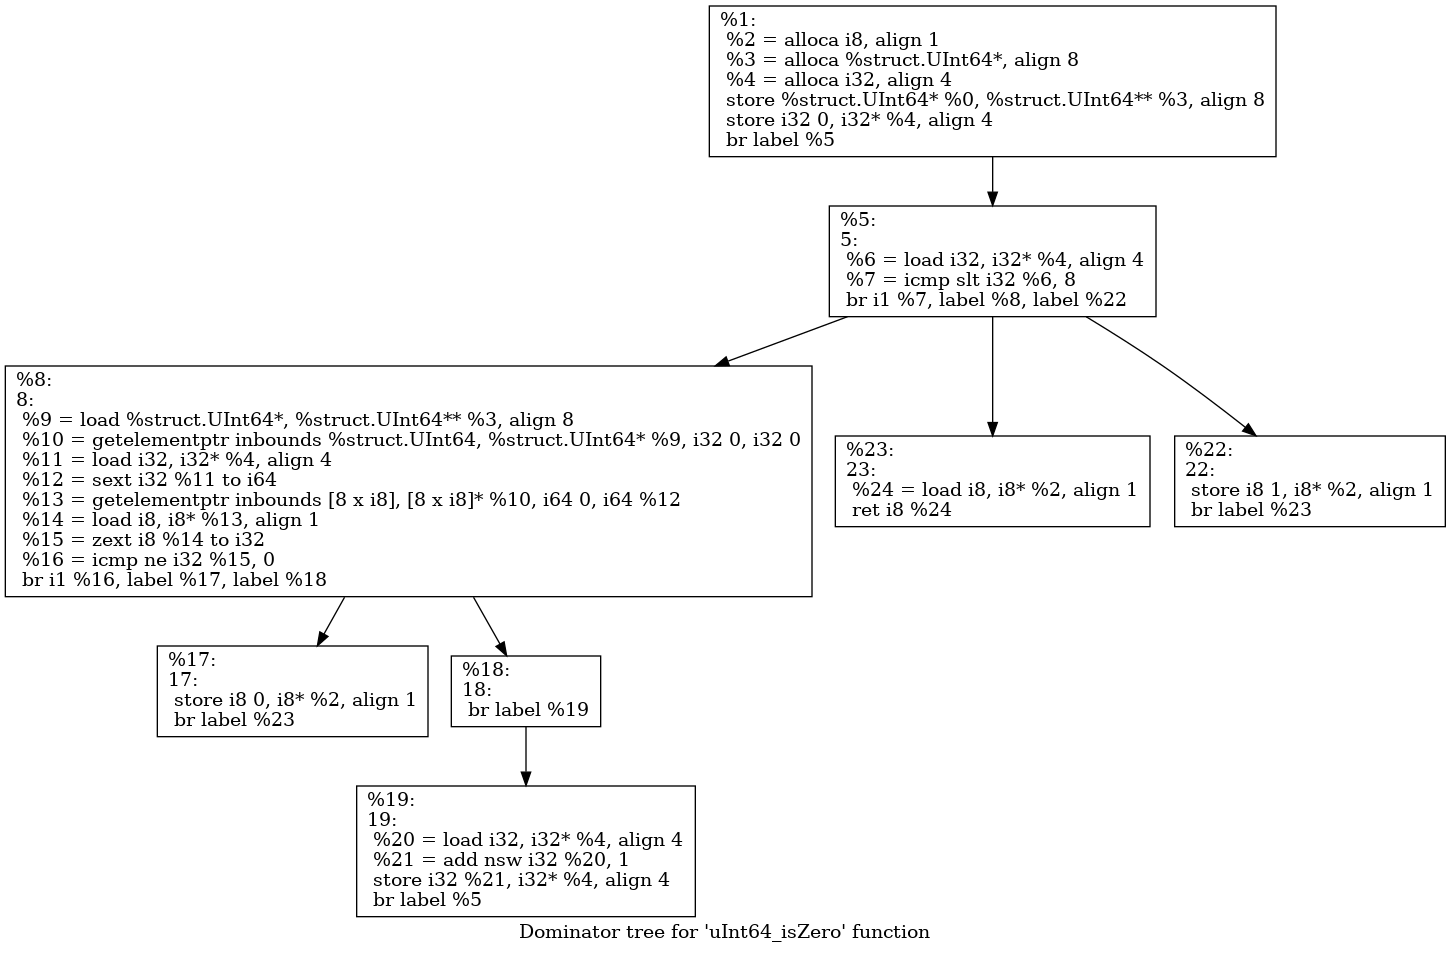 %1:
%2 = alloca i8, align 1
%3 = alloca %struct.UInt64*, align 8
%4 = alloca i32, align 4
store %struct.UInt64* %0, %struct.UInt64** %3, align 8
store i32 0, i32* %4, align 4
br label %5
%5:
5:
%6 = load i32, i32* %4, align 4
%7 = icmp slt i32 %6, 8
br i1 %7, label %8, label %22
%8:
8:
%9 = load %struct.UInt64*, %struct.UInt64** %3, align 8
%10 = getelementptr inbounds %struct.UInt64, %struct.UInt64* %9, i32 0, i32 0
%11 = load i32, i32* %4, align 4
%12 = sext i32 %11 to i64
%13 = getelementptr inbounds [8 x i8], [8 x i8]* %10, i64 0, i64 %12
%14 = load i8, i8* %13, align 1
%15 = zext i8 %14 to i32
%16 = icmp ne i32 %15, 0
br i1 %16, label %17, label %18
%23:
23:
%24 = load i8, i8* %2, align 1
ret i8 %24
%22:
22:
store i8 1, i8* %2, align 1
br label %23
%17:
17:
store i8 0, i8* %2, align 1
br label %23
%18:
18:
br label %19
%19:
19:
%20 = load i32, i32* %4, align 4
%21 = add nsw i32 %20, 1
store i32 %21, i32* %4, align 4
br label %5
Dominator tree for 'uInt64_isZero' function